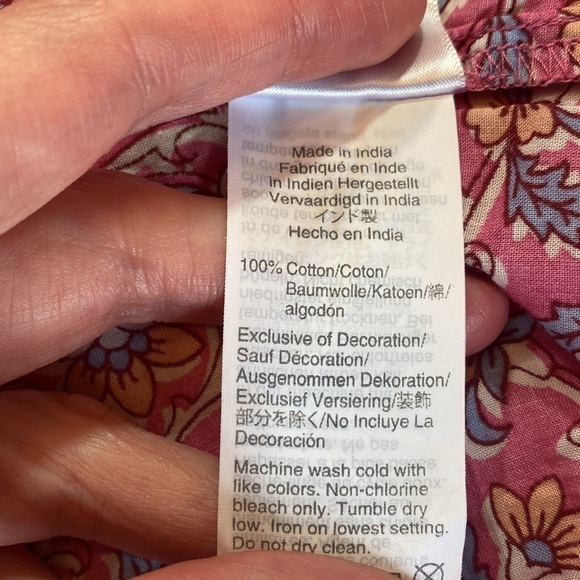 Made in India
Fabriqué en Inde
in Indien Hergestellt
Vervaardigd in India
インド製
Hecho en India
100% Cotton/Coton/
Baumwolle/Katoen/綿/
algodón
Exclusive of Decoration/
Sauf Décoration/
Ausgenommen Dekoration/
Exclusief Versiering/装飾
部分を除く/No Incluye La
Decoración
Machine wash cold with
like colors. Non-chlorine
bleach only. Tumble dry
low. Iron on lowest setting.
Do not dry clean.